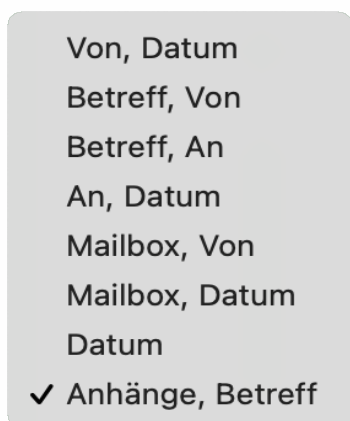 Von, Datum
Betreff, Von
Betreff, An
An, Datum
Mailbox, Von
Mailbox, Datum
Datum
✓ Anhänge, Betreff